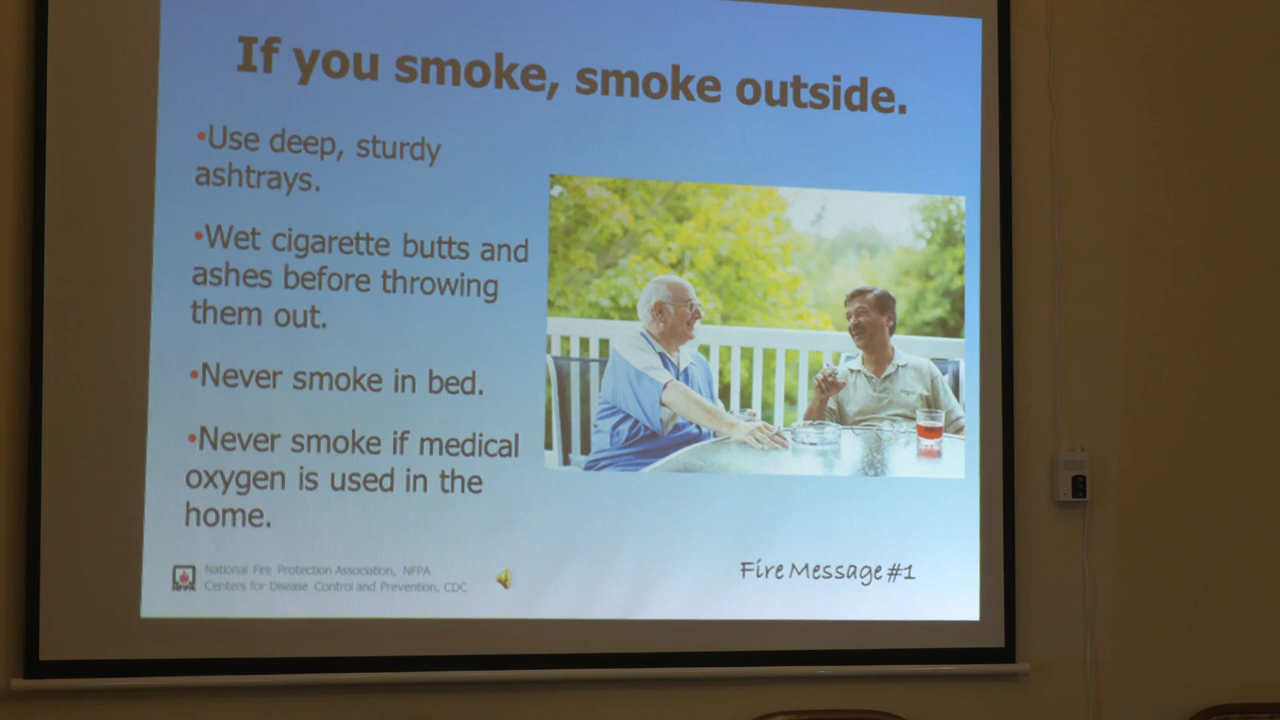 If you smoke, smoke outside.
•Use deep, sturdy
ashtrays.
•Wet cigarette butts and
ashes before throwing
them out.
•Never smoke in bed.
•Never smoke if medical
oxygen is used in the
home.
National Fire Protection Association, NFPA
Centers for Disease Control and Prevention, CDC
Fire Message #1